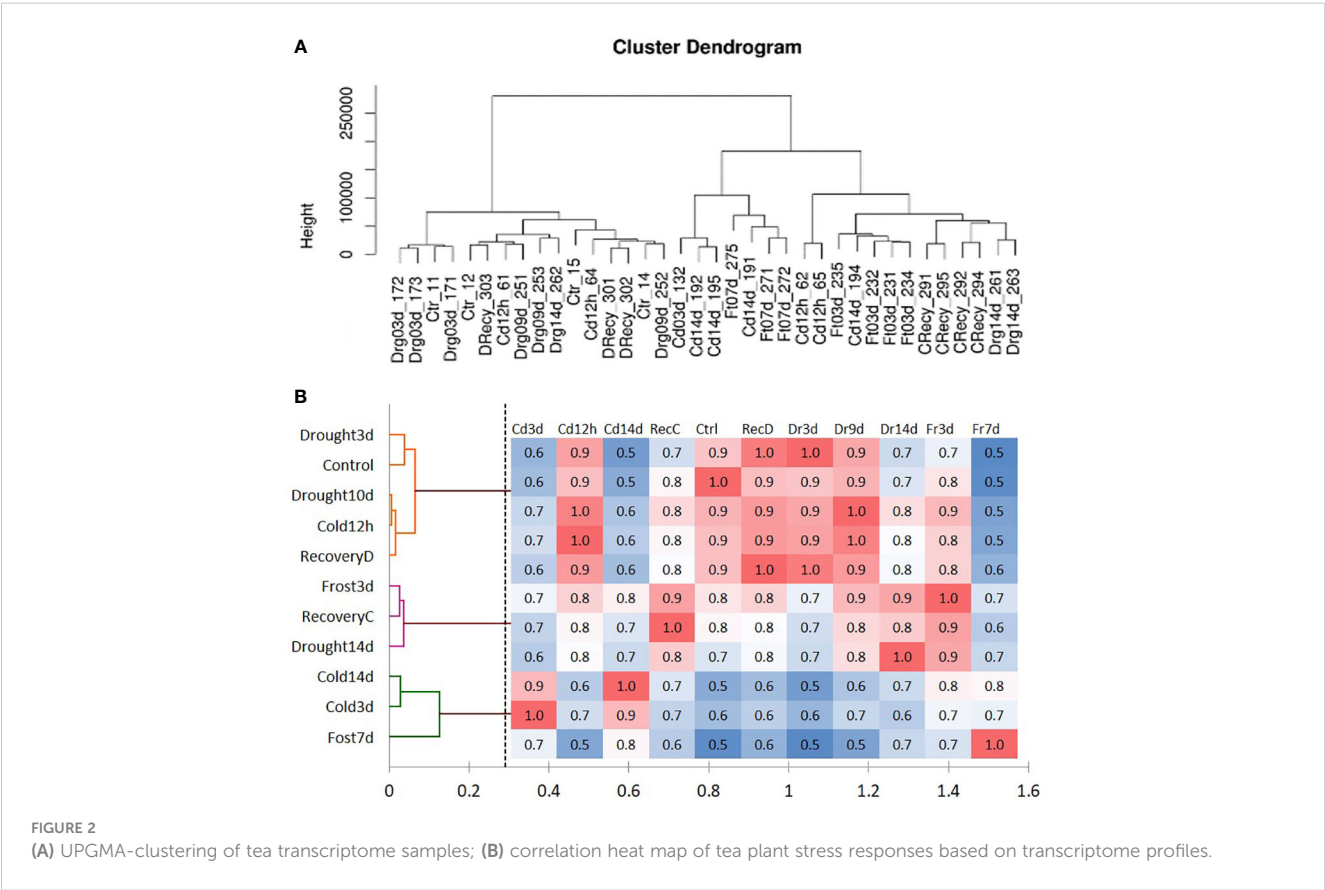 A
Cluster Dendrogram
Height
250000
100000
0
Drg03d_172
Drg03d_173
Ctr_11
Drg03d_171
Ctr_12
DRecy_303
Cd12h_61
Drg09d_251
Drg09d_253
Drg14d_262
Ctr_15
Cd12h_64
DRecy_301
DRecy_302
Ctr_14
Drg09d_252
Cd03d_132
Cd14d_192
Cd14d_195
Ft07d_275
Cd14d_191
Ft07d_271
Ft07d_272
Cd12h_62
Cd12h_65
Ft03d_235
Cd14d_194
Ft03d_232
Ft03d_231
Ft03d_234
CRecy_291
CRecy_295
CRecy_292
CRecy_294
Drg14d_261
Drg14d_263
B
Cd3d Cd12h Cd14d RecC Ctrl RecD Dr3d Dr9d Dr14d Fr3d Fr7d
Drought3d 0.6 0.9 0.5 0.7 0.9 1.0 1.0 0.9 0.7 0.7 0.5
Control 0.6 0.9 0.5 0.8 1.0 0.9 0.9 0.9 0.7 0.8 0.5
Drought10d 0.7 1.0 0.6 0.8 0.9 0.9 0.9 1.0 0.8 0.9 0.5
Cold12h 0.7 1.0 0.6 0.8 0.9 0.9 0.9 1.0 0.8 0.8 0.5
RecoveryD 0.6 0.9 0.6 0.8 0.9 1.0 1.0 0.9 0.8 0.8 0.6
Frost3d 0.7 0.8 0.8 0.9 0.8 0.8 0.7 0.9 0.9 1.0 0.7
RecoveryC 0.7 0.8 0.7 1.0 0.8 0.8 0.7 0.8 0.8 0.9 0.6
Drought14d 0.6 0.8 0.7 0.8 0.7 0.8 0.7 0.8 1.0 0.9 0.7
Cold14d 0.9 0.6 1.0 0.7 0.5 0.6 0.5 0.6 0.7 0.8 0.8
Cold3d 1.0 0.7 0.9 0.7 0.6 0.6 0.6 0.7 0.6 0.7 0.7
Fost7d 0.7 0.5 0.8 0.6 0.5 0.6 0.5 0.5 0.7 0.7 1.0
0 0.2 0.4 0.6 0.8 1 1.2 1.4 1.6
FIGURE 2
(A) UPGMA-clustering of tea transcriptome samples; (B) correlation heat map of tea plant stress responses based on transcriptome profiles.